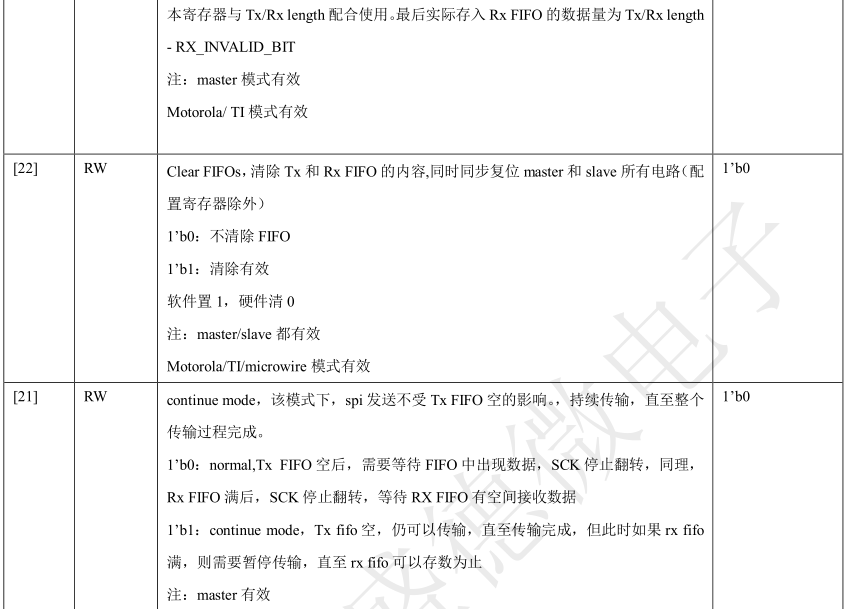 本寄存器与 Tx/Rx length 配合使用。最后实际存入 Rx FIFO 的数据量为 Tx/Rx length
- RX_INVALID_BIT
注：master 模式有效
Motorola/ TI 模式有效
[22] RW Clear FIFOs，清除 Tx 和 Rx FIFO 的内容,同时同步复位 master 和 slave 所有电路（配 1’b0
置寄存器除外）
1’b0：不清除 FIFO
1’b1：清除有效
软件置 1，硬件清 0
注：master/slave 都有效
Motorola/TI/microwire 模式有效
[21] RW continue mode，该模式下，spi 发送不受 Tx FIFO 空的影响。，持续传输，直至整个 1’b0
传输过程完成。
1’b0：normal,Tx FIFO 空后，需要等待 FIFO 中出现数据，SCK 停止翻转，同理，
Rx FIFO 满后，SCK 停止翻转，等待 RX FIFO 有空间接收数据
1’b1：continue mode，Tx fifo 空，仍可以传输，直至传输完成，但此时如果 rx fifo
满，则需要暂停传输，直至 rx fifo 可以存数为止
注：master 有效
盛德微电子